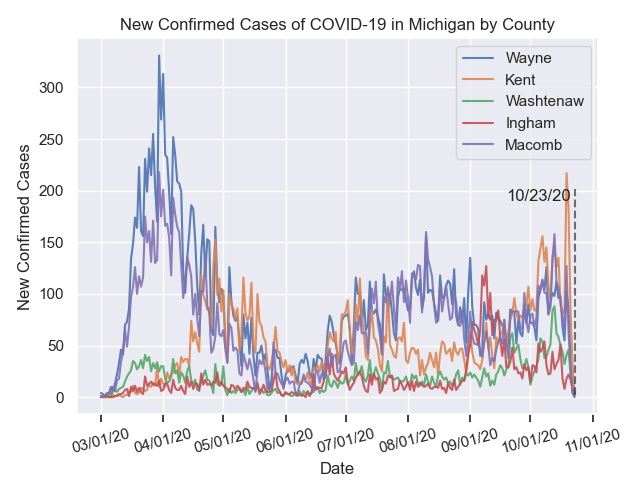 New Confirmed Cases of COVID-19 in Michigan by County
Wayne
Kent
Washtenaw
Ingham
Macomb
10/23/20
New Confirmed Cases
300
250
200
150
100
50
0
03/01/20 04/01/20 05/01/20 06/01/20 07/01/20 08/01/20 09/01/20 10/01/20 11/01/20
Date